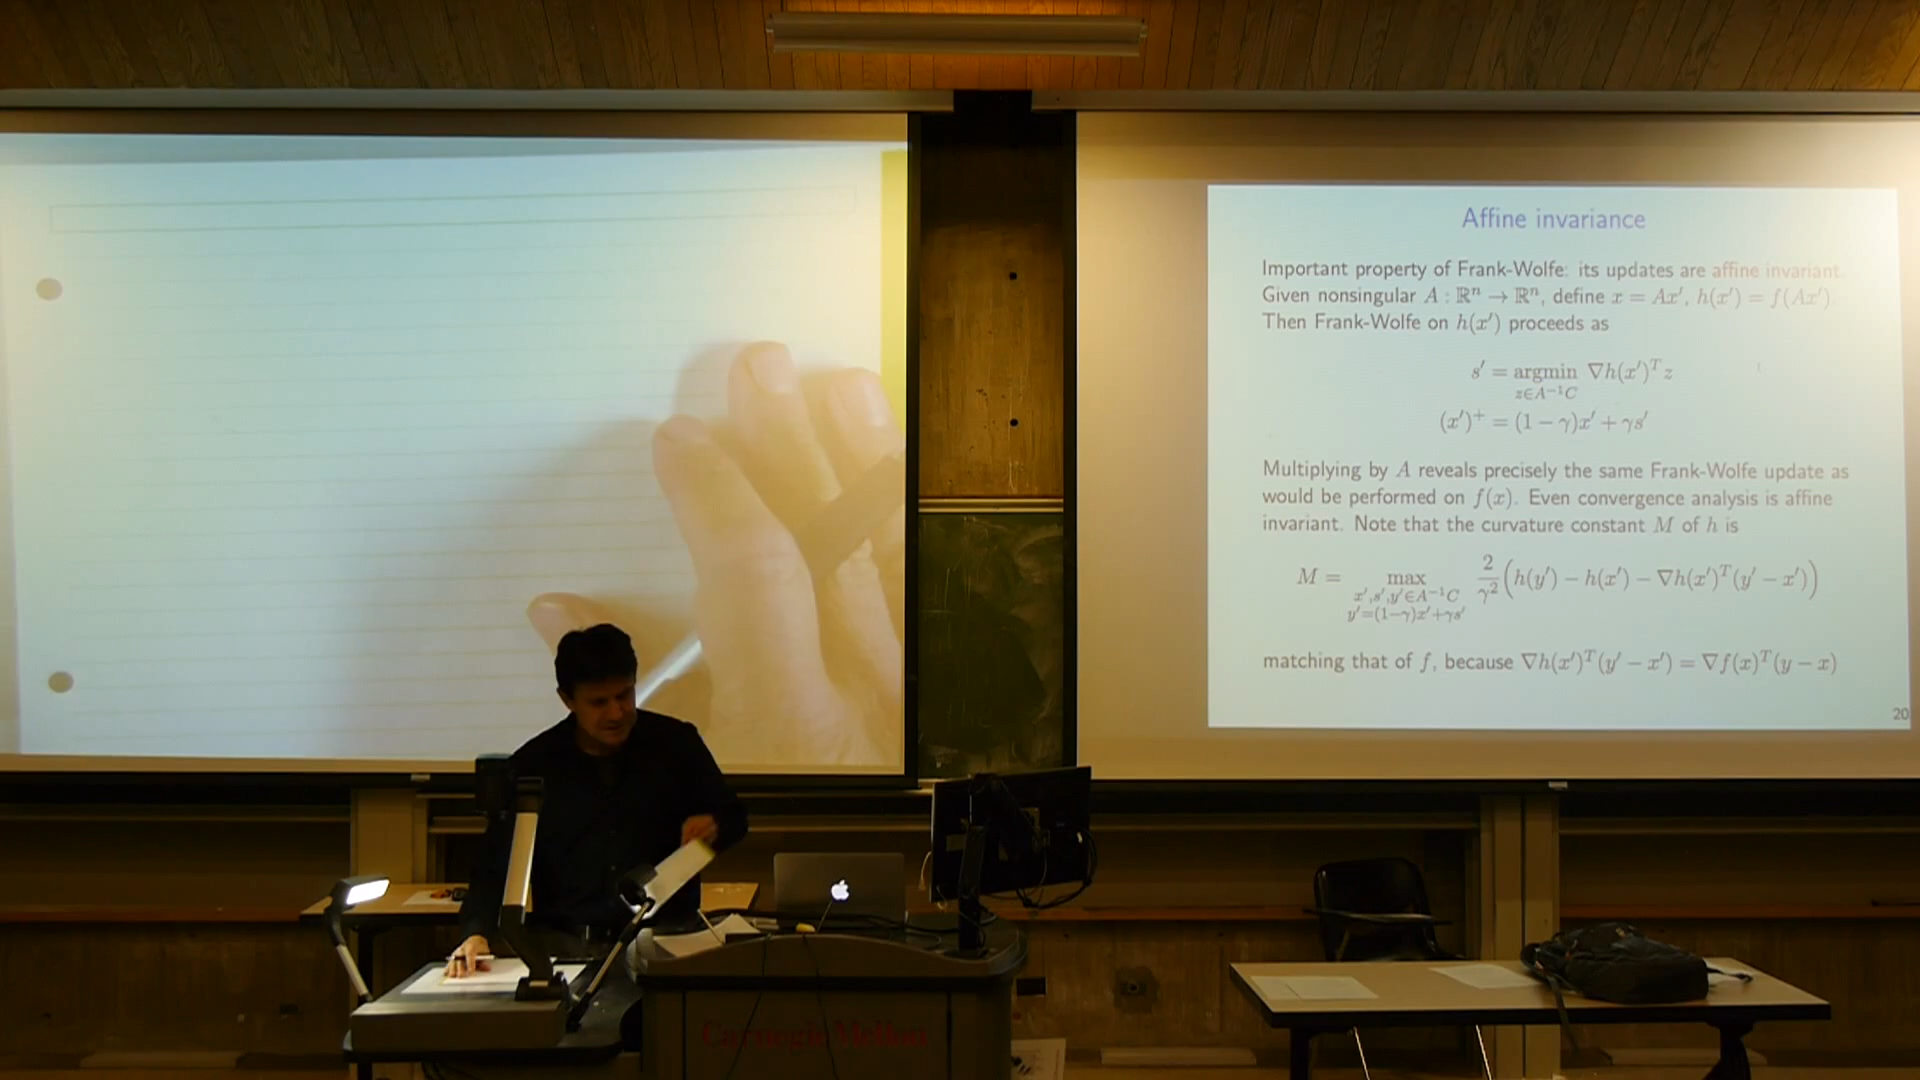 Affine invariance
Important property of Frank-Wolfe: its updates are affine invariant.
Given nonsingular A : ℝⁿ → ℝⁿ, define x = Ax′, h(x′) = f(Ax′).
Then Frank-Wolfe on h(x′) proceeds as
s′ = argmin ∇h(x′)ᵀz
z∈A⁻¹C
(x′)⁺ = (1 − γ)x′ + γs′
Multiplying by A reveals precisely the same Frank-Wolfe update as
would be performed on f(x). Even convergence analysis is affine
invariant. Note that the curvature constant M of h is
M = max 2/γ² (h(y′) − h(x′) − ∇h(x′)ᵀ(y′ − x′))
x′,s′,y′∈A⁻¹C
y′=(1−γ)x′+γs′
matching that of f, because ∇h(x′)ᵀ(y′ − x′) = ∇f(x)ᵀ(y − x)
20
Carnegie Mellon